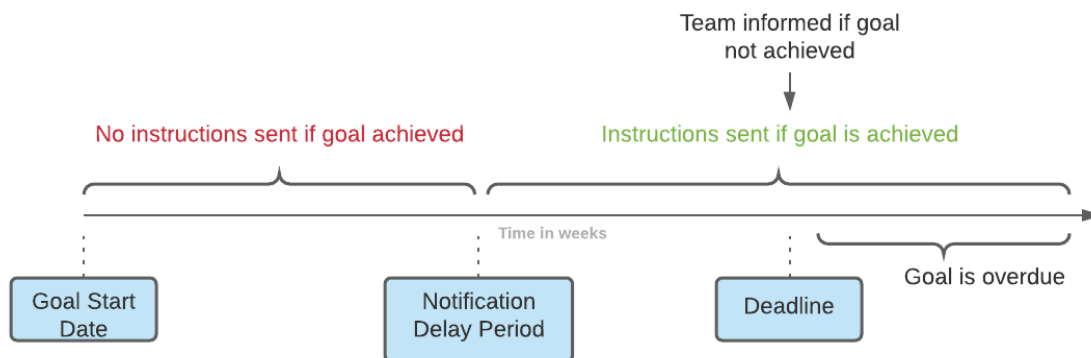 Team informed if goal
not achieved
No instructions sent if goal achieved
Instructions sent if goal is achieved
Time in weeks
Goal is overdue
Goal Start
Date
Notification
Delay Period
Deadline